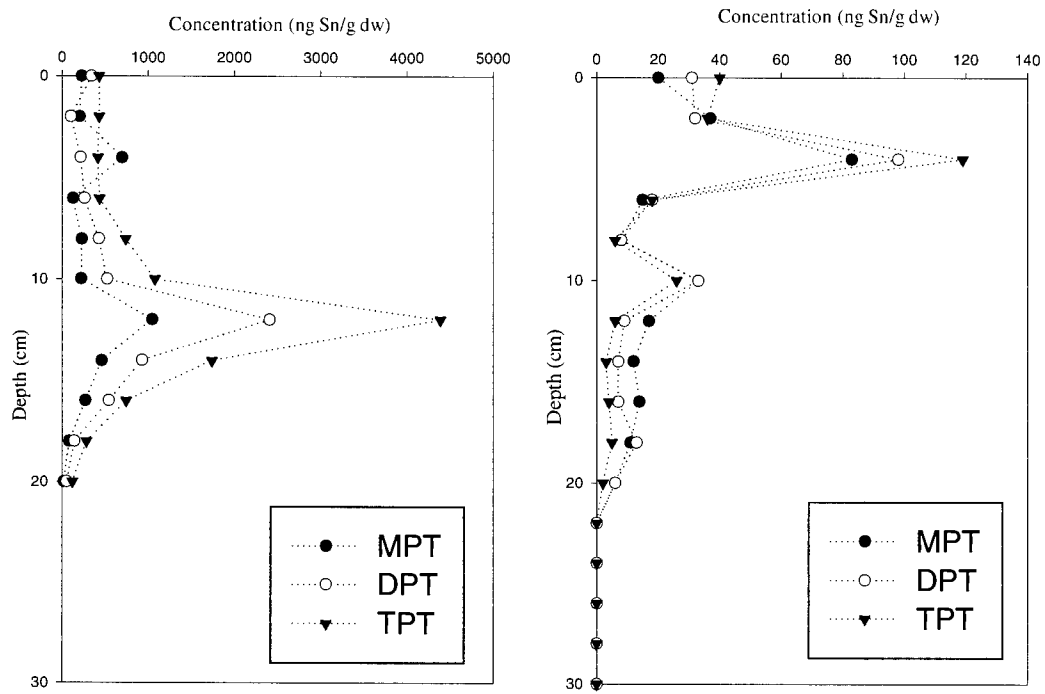 Concentration (ng Sn/g dw)
0 1000 2000 3000 4000 5000
0
10
20
30
Depth (cm)
MPT
DPT
TPT
Concentration (ng Sn/g dw)
0 20 40 60 80 100 120 140
0
10
20
30
Depth (cm)
MPT
DPT
TPT